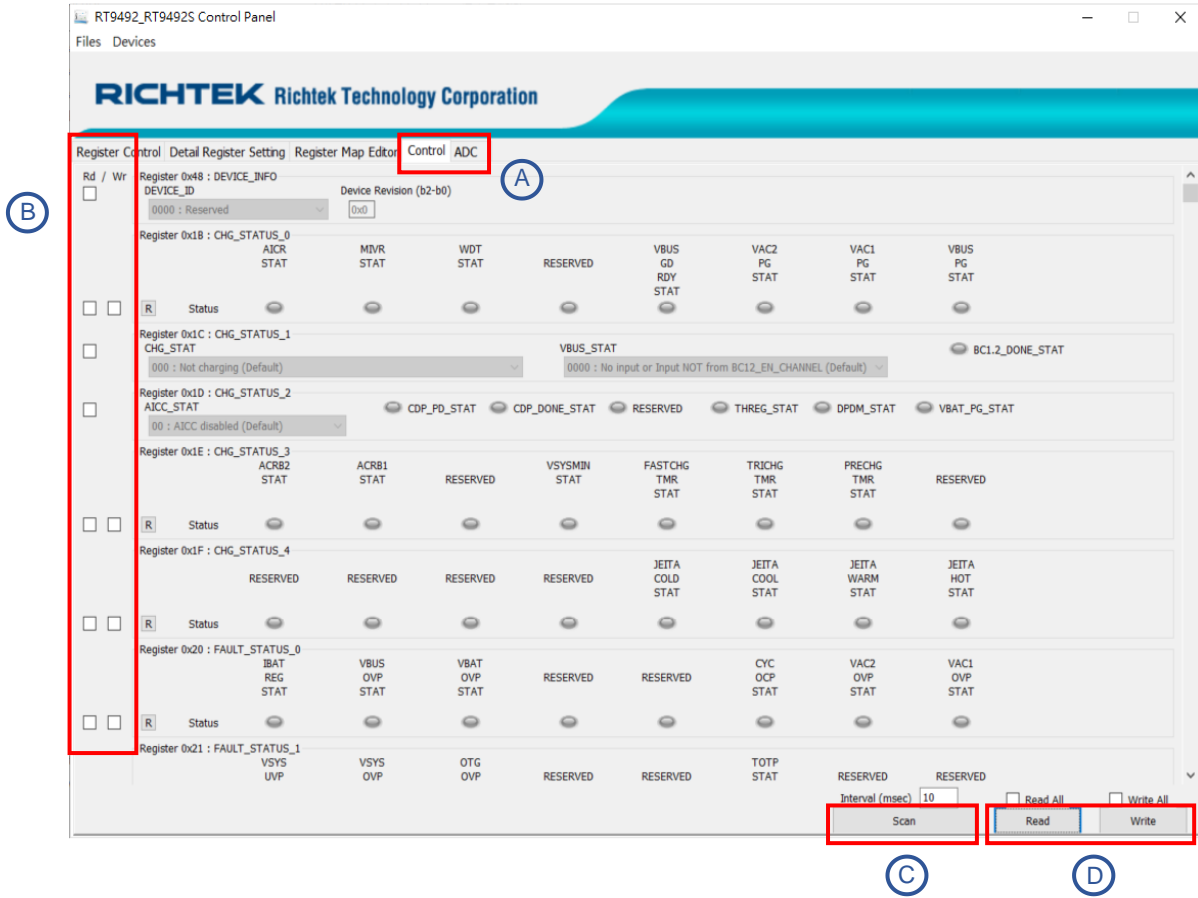 RT9492_RT9492S Control Panel
Files Devices
RICHTEK Richtek Technology Corporation
Register Control Detail Register Setting Register Map Editor Control ADC
A
B
Rd / Wr
Register 0x48 : DEVICE_INFO
DEVICE_ID Device Revision (b2-b0)
0000 : Reserved 0x0
Register 0x1B : CHG_STATUS_0
AICR MIVR WDT VBUS VAC2 VAC1 VBUS
STAT STAT STAT RESERVED GD PG PG PG
RDY STAT STAT STAT
STAT
R Status
Register 0x1C : CHG_STATUS_1
CHG_STAT VBUS_STAT BC1.2_DONE_STAT
000 : Not charging (Default) 0000 : No input or Input NOT from BC12_EN_CHANNEL (Default)
Register 0x1D : CHG_STATUS_2
AICC_STAT CDP_PD_STAT CDP_DONE_STAT RESERVED THREG_STAT DPDM_STAT VBAT_PG_STAT
00 : AICC disabled (Default)
Register 0x1E : CHG_STATUS_3
ACRB2 ACRB1 VSYSMIN FASTCHG TRICHG PRECHG
STAT STAT RESERVED STAT TMR TMR TMR RESERVED
STAT STAT STAT
R Status
Register 0x1F : CHG_STATUS_4
JEITA JEITA JEITA JEITA
RESERVED RESERVED RESERVED RESERVED COLD COOL WARM HOT
STAT STAT STAT STAT
R Status
Register 0x20 : FAULT_STATUS_0
IBAT VBUS VBAT CYC VAC2 VAC1
REG OVP OVP RESERVED RESERVED OCP OVP OVP
STAT STAT STAT STAT STAT STAT
R Status
Register 0x21 : FAULT_STATUS_1
VSYS VSYS OTG TOTP
UVP OVP OVP RESERVED RESERVED STAT RESERVED RESERVED
Interval (msec) 10 Read All Write All
Scan Read Write
C D